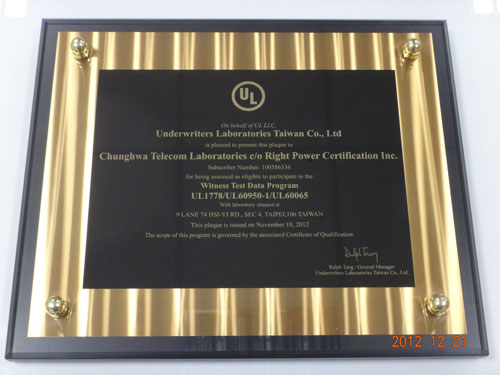 UL
On behalf of UL LLC,
Underwriters Laboratories Taiwan Co., Ltd
is pleased to present this plaque to
Chunghwa Telecom Laboratories c/o Right Power Certification Inc.
Subscriber Number: 100586336
for being assessed as eligible to participate in the
Witness Test Data Program
UL1778/UL60950-1/UL60065
With laboratory situated at
9 LANE 74 HSI-YI RD., SEC 4, TAIPEI,106 TAIWAN
This plaque is issued on November 10, 2012
The scope of this program is governed by the associated Certificate of Qualification.
Ralph Tang
Ralph Tang / General Manager
Underwriters Laboratories Taiwan Co., Ltd.
2012 12 21